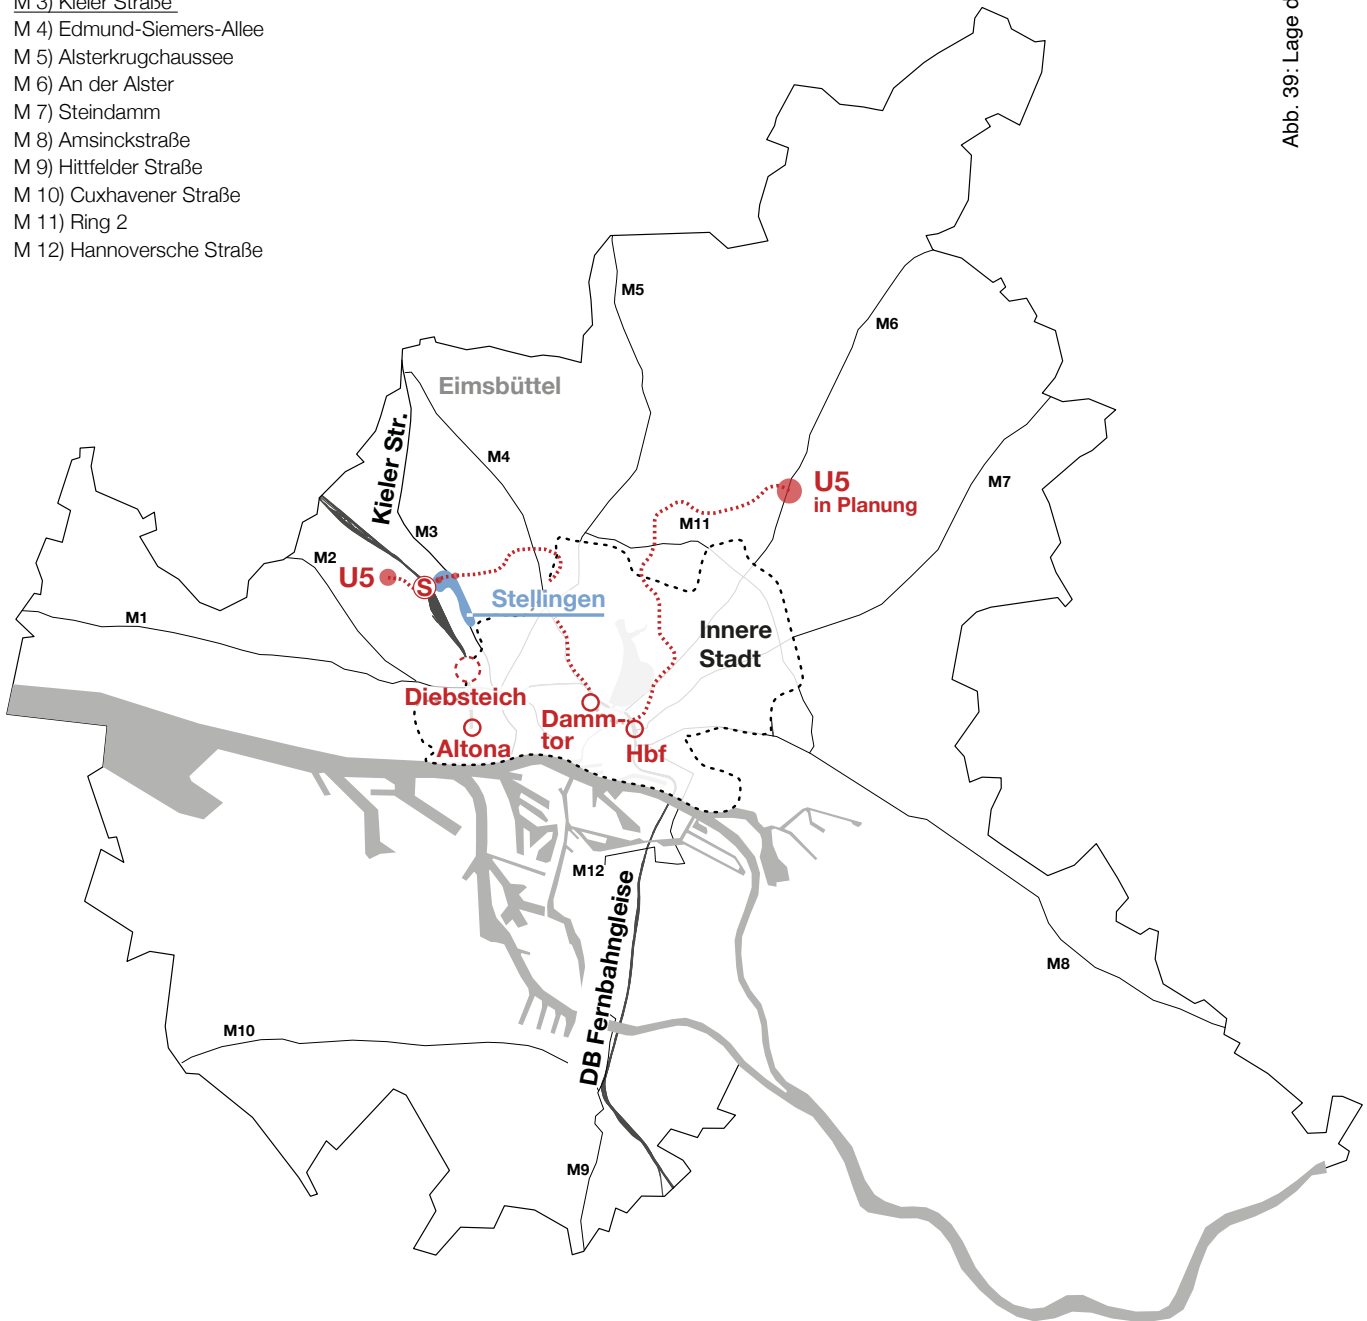 M 3) Kieler Straße
M 4) Edmund-Siemers-Allee
M 5) Alsterkrugchaussee
M 6) An der Alster
M 7) Steindamm
M 8) Amsinckstraße
M 9) Hittfelder Straße
M 10) Cuxhavener Straße
M 11) Ring 2
M 12) Hannoversche Straße
Abb. 39: Lage d
M5
M6
Eimsbüttel
Kieler Str.
M4
M7
U5
in Planung
M11
M3
M2
U5
S
Stellingen
M1
Innere
Stadt
Diebsteich
Altona
Damm-
tor
Hbf
M12
DB Fernbahngleise
M8
M10
M9